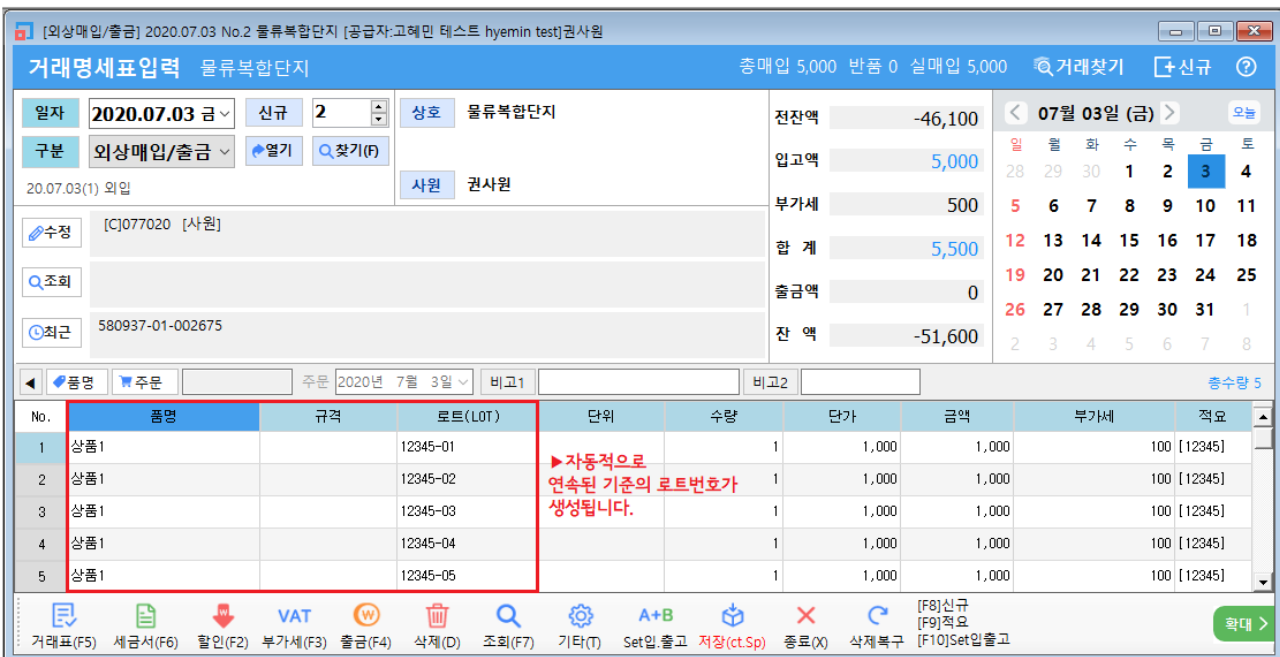 [외상매입/출금] 2020.07.03 No.2 물류복합단지 [공급자:고혜민 테스트 hyemin test]권사원
거래명세표입력 물류복합단지 총매입 5,000 반품 0 실매입 5,000 거래찾기 신규
일자 2020.07.03 금 신규 2 상호 물류복합단지
구분 외상매입/출금 열기 찾기(F)
20.07.03(1) 외입 사원 권사원
수정 [C]077020 [사원]
조회
최근 580937-01-002675
전잔액 -46,100
입고액 5,000
부가세 500
합 계 5,500
출금액 0
잔 액 -51,600
07월 03일 (금) 오늘
일 월 화 수 목 금 토
28 29 30 1 2 3 4
5 6 7 8 9 10 11
12 13 14 15 16 17 18
19 20 21 22 23 24 25
26 27 28 29 30 31 1
2 3 4 5 6 7 8
품명 주문 주문 2020년 7월 3일 비고1 비고2 총수량 5
No. 품명 규격 로트(LOT) 단위 수량 단가 금액 부가세 적요
1 상품1 12345-01 1 1,000 1,000 100 [12345]
2 상품1 12345-02 1 1,000 1,000 100 [12345]
3 상품1 12345-03 1 1,000 1,000 100 [12345]
4 상품1 12345-04 1 1,000 1,000 100 [12345]
5 상품1 12345-05 1 1,000 1,000 100 [12345]
▶자동적으로
연속된 기준의 로트번호가
생성됩니다.
거래표(F5) 세금서(F6) 할인(F2) VAT 부가세(F3) 출금(F4) 삭제(D) 조회(F7) 기타(T) A+B Set입.출고 저장(ct.Sp) 종료(X) 삭제복구
[F8]신규
[F9]적요
[F10]Set입출고
확대 >